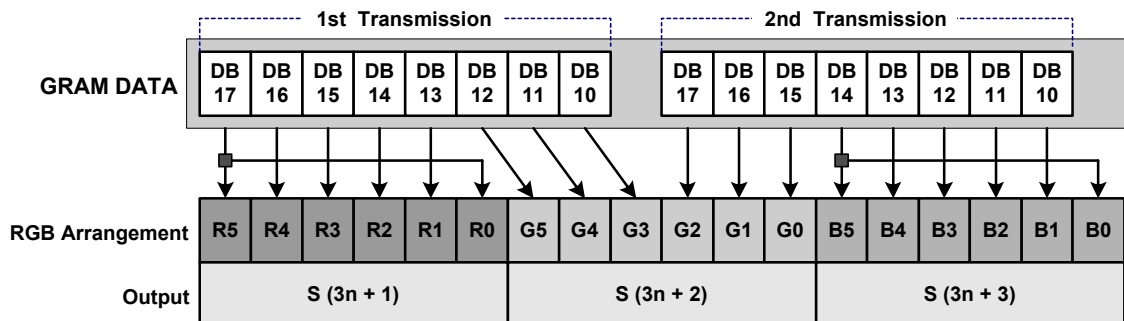 1st Transmission 2nd Transmission
GRAM DATA
DB 17 DB 16 DB 15 DB 14 DB 13 DB 12 DB 11 DB 10 DB 17 DB 16 DB 15 DB 14 DB 13 DB 12 DB 11 DB 10
RGB Arrangement R5 R4 R3 R2 R1 R0 G5 G4 G3 G2 G1 G0 B5 B4 B3 B2 B1 B0
Output S (3n + 1) S (3n + 2) S (3n + 3)